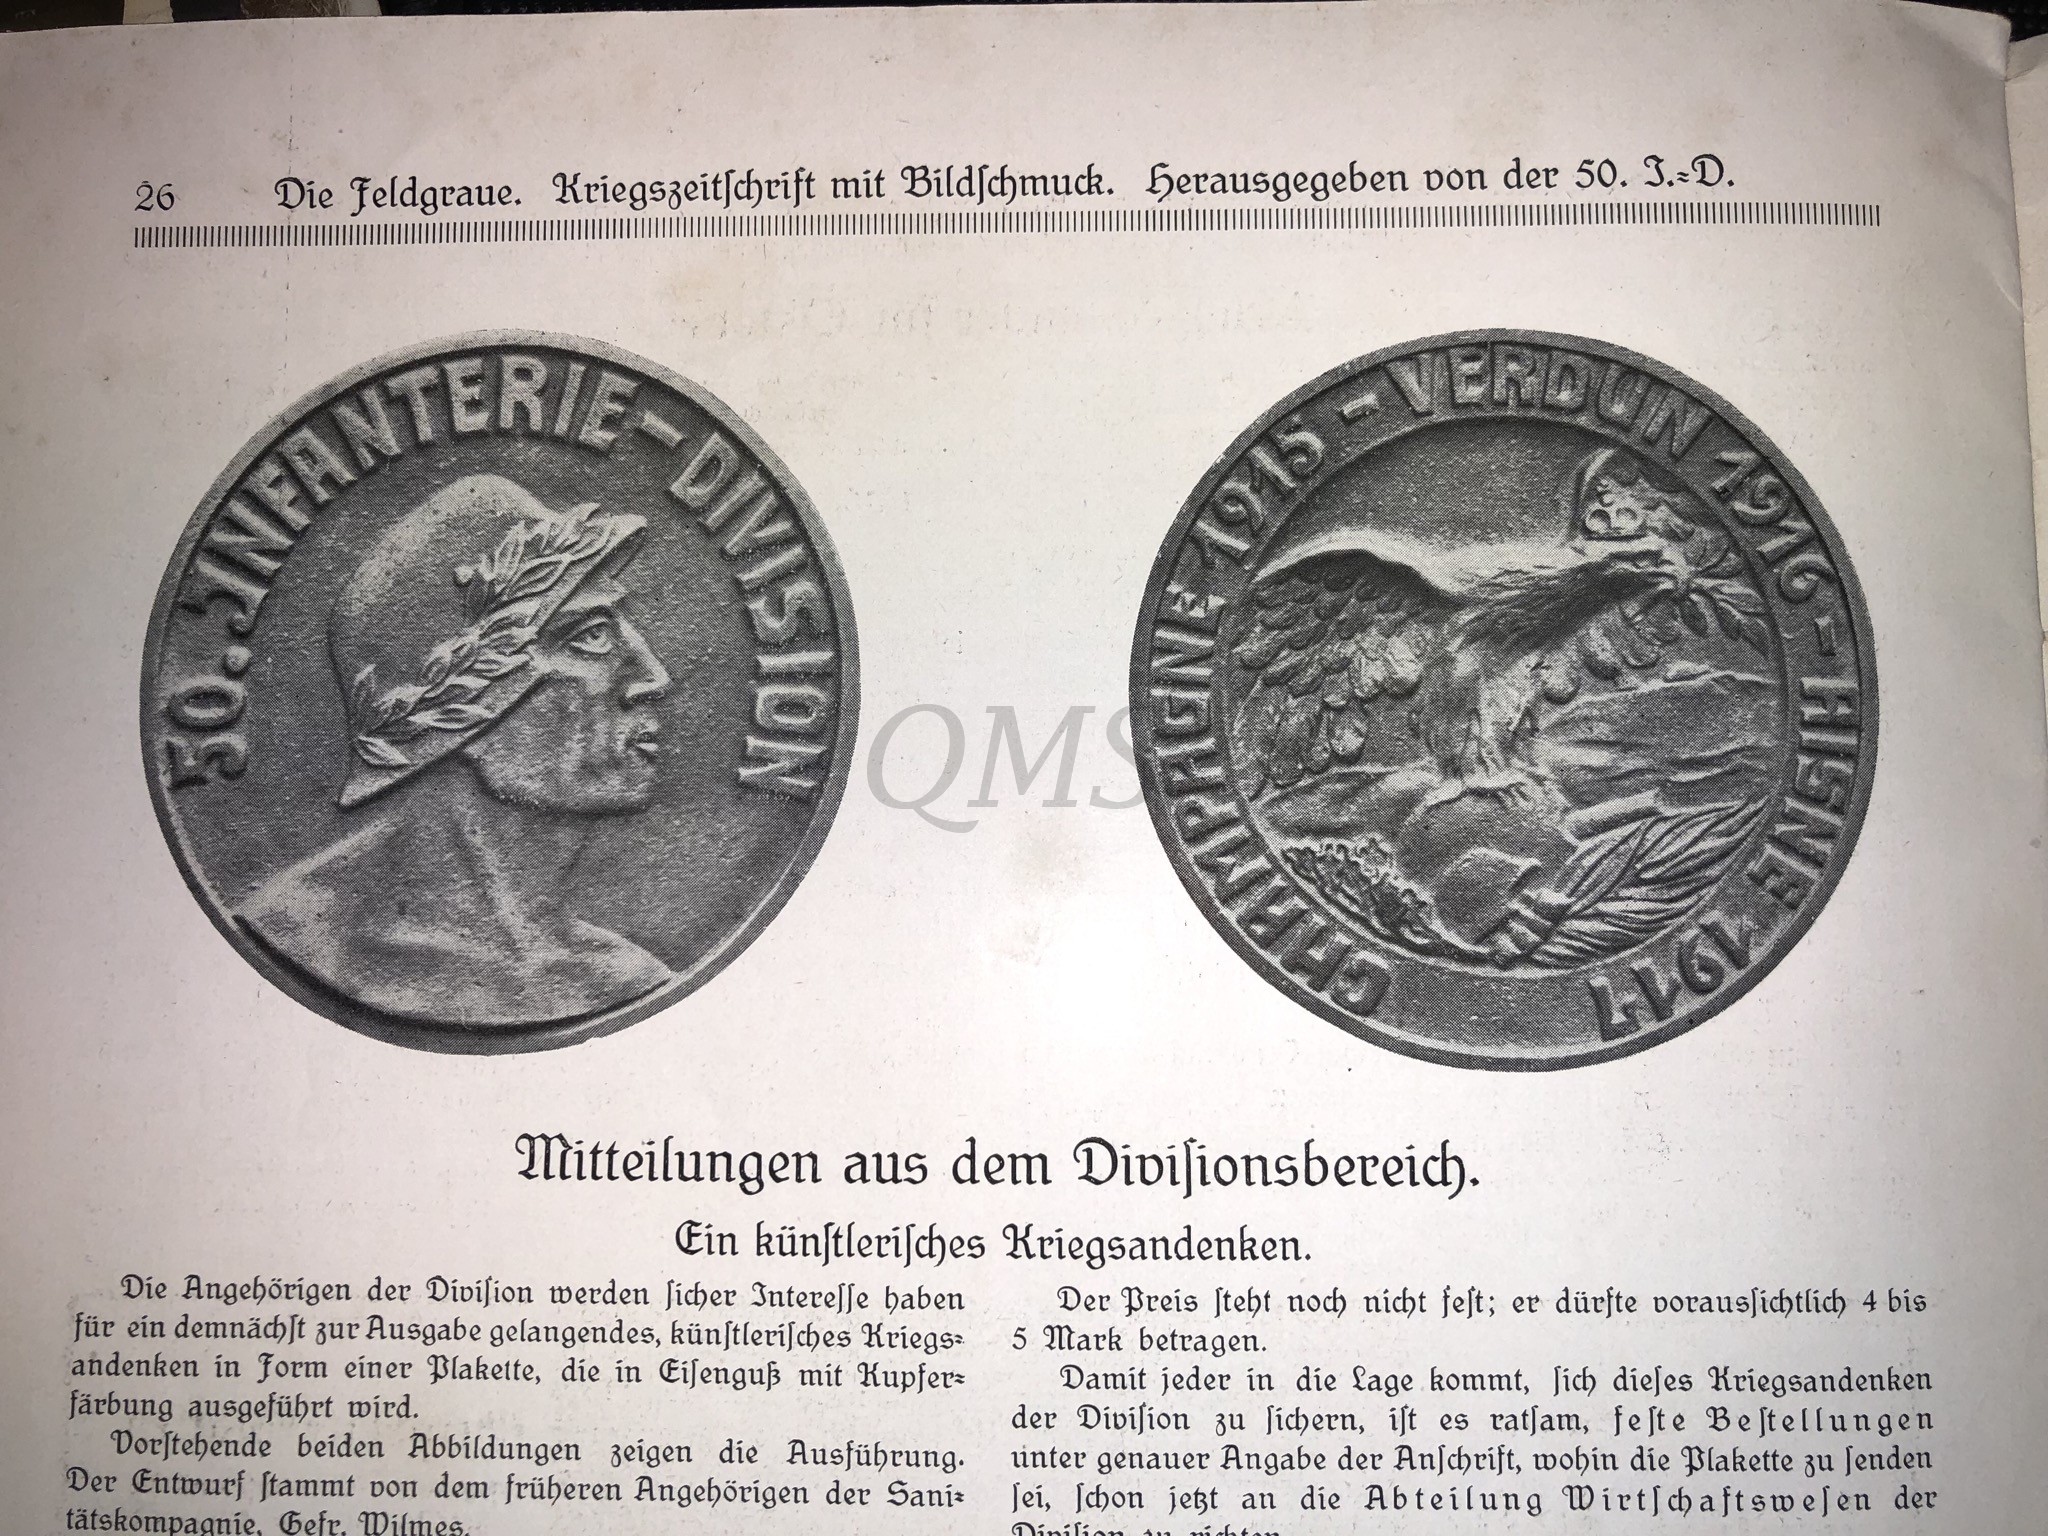 26 Die Feldgraue. Kriegszeitſchrift mit Bildſchmuck. Herausgegeben von der 50. I.=D.
50. JNFANTERIE-DIVISION
CHAMPAGNE 1915 - VERDUN 1916 - AISNE 1917
QMS
Mitteilungen aus dem Diviſionsbereich.
Ein künſtleriſches Kriegsandenken.
Die Angehörigen der Diviſion werden ſicher Intereſſe haben
für ein demnächſt zur Ausgabe gelangendes, künſtleriſches Kriegs=
andenken in Form einer Plakette, die in Eiſenguß mit Kupfer=
färbung ausgeführt wird.
Vorſtehende beiden Abbildungen zeigen die Ausführung.
Der Entwurf ſtammt von dem früheren Angehörigen der Sani=
tätskompagnie, Gefr. Wilmes.
Der Preis ſteht noch nicht feſt; er dürfte vorausſichtlich 4 bis
5 Mark betragen.
Damit jeder in die Lage kommt, ſich dieſes Kriegsandenken
der Diviſion zu ſichern, iſt es ratſam, feſte Beſtellungen
unter genauer Angabe der Anſchrift, wohin die Plakette zu ſenden
ſei, ſchon jetzt an die Abteilung Wirtſchaftsweſen der
Diviſion zu richten